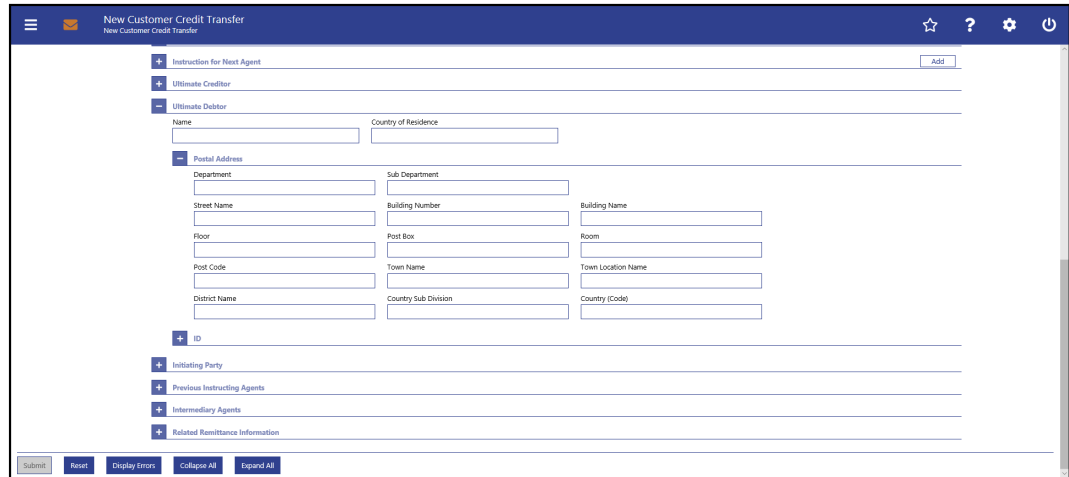 New Customer Credit Transfer
New Customer Credit Transfer
Instruction for Next Agent Add
Ultimate Creditor
Ultimate Debtor
Name Country of Residence
Postal Address
Department Sub Department
Street Name Building Number Building Name
Floor Post Box Room
Post Code Town Name Town Location Name
District Name Country Sub Division Country (Code)
ID
Initiating Party
Previous Instructing Agents
Intermediary Agents
Related Remittance Information
Submit Reset Display Errors Collapse All Expand All